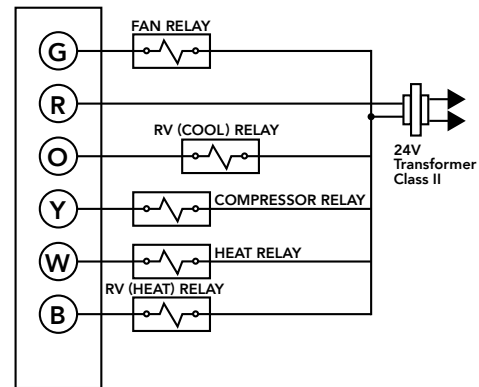 FAN RELAY
G
R
RV (COOL) RELAY
O
24V
Transformer
Class II
COMPRESSOR RELAY
Y
HEAT RELAY
W
RV (HEAT) RELAY
B